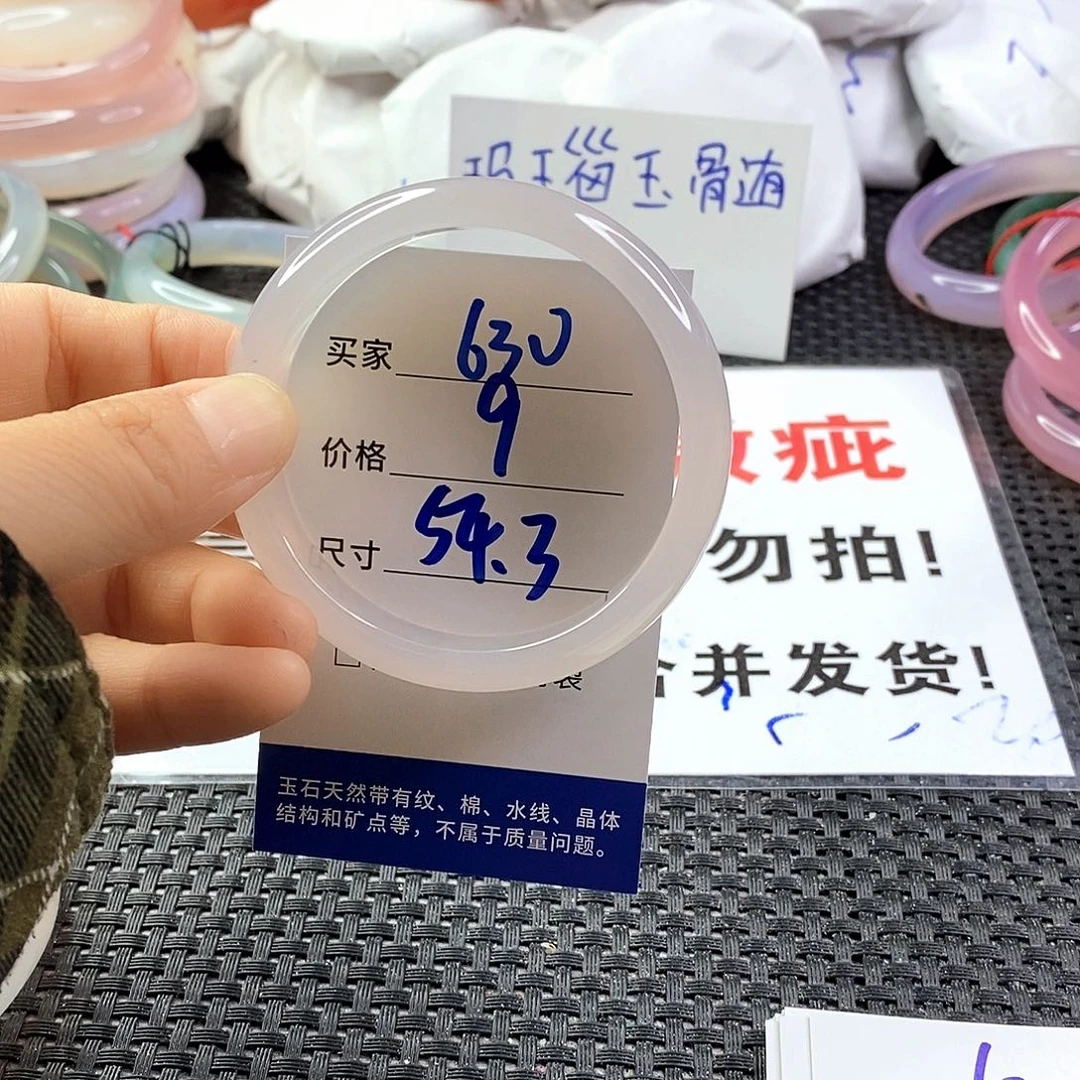 玛瑙玉骨髄
买家 630
9
价格
尺寸 54.3
疵
勿拍!
合并发货!
玉石天然带有纹、棉、水线、晶体
结构和矿点等，不属于质量问题。